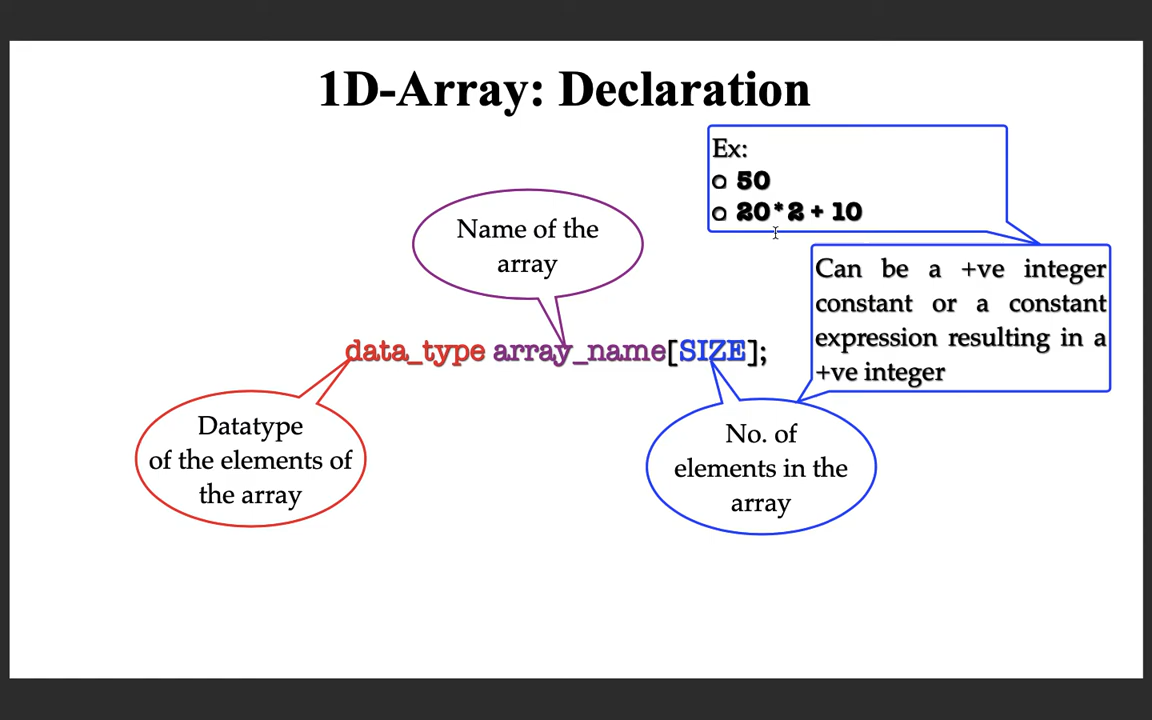 1D-Array: Declaration
Ex:
50
20*2 + 10
Name of the
array
Can be a +ve integer
constant or a constant
expression resulting in a
+ve integer
data_type array_name[SIZE];
Datatype
of the elements of
the array
No. of
elements in the
array